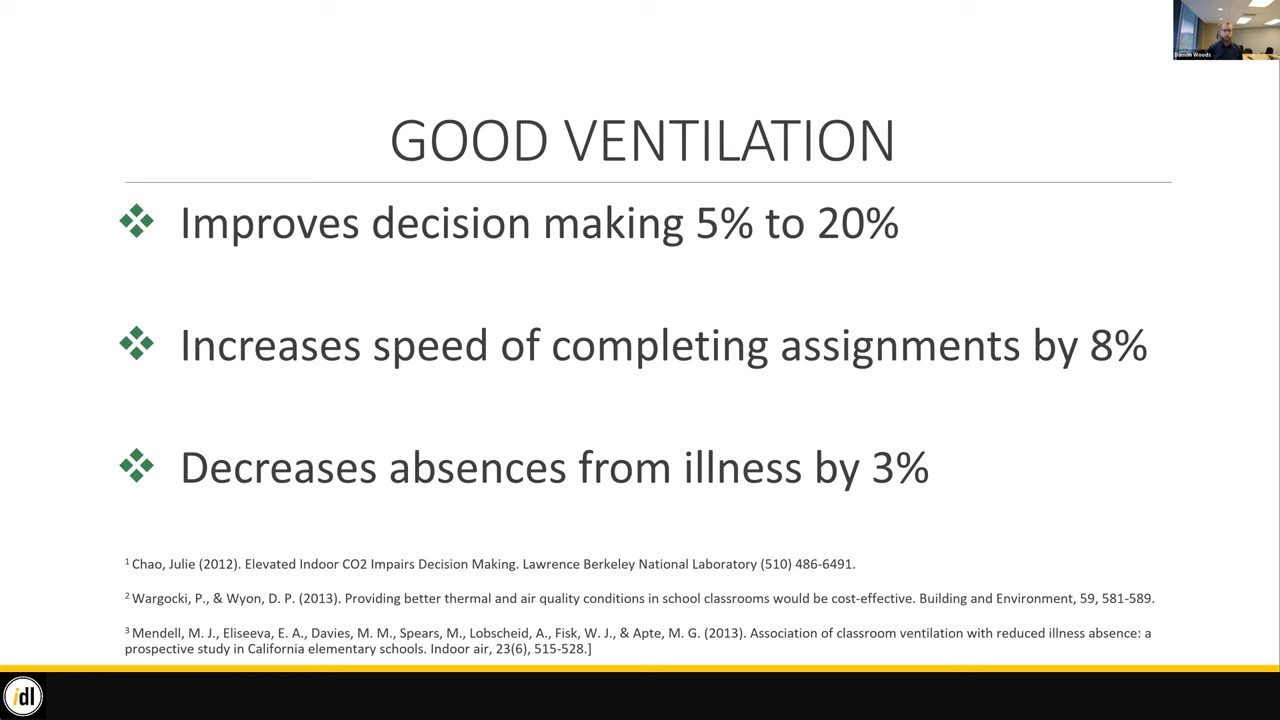 Damon Woods
GOOD VENTILATION
Improves decision making 5% to 20%
Increases speed of completing assignments by 8%
Decreases absences from illness by 3%
1 Chao, Julie (2012). Elevated Indoor CO2 Impairs Decision Making. Lawrence Berkeley National Laboratory (510) 486-6491.
2 Wargocki, P., & Wyon, D. P. (2013). Providing better thermal and air quality conditions in school classrooms would be cost-effective. Building and Environment, 59, 581-589.
3 Mendell, M. J., Eliseeva, E. A., Davies, M. M., Spears, M., Lobscheid, A., Fisk, W. J., & Apte, M. G. (2013). Association of classroom ventilation with reduced illness absence: a
prospective study in California elementary schools. Indoor air, 23(6), 515-528.]
idl